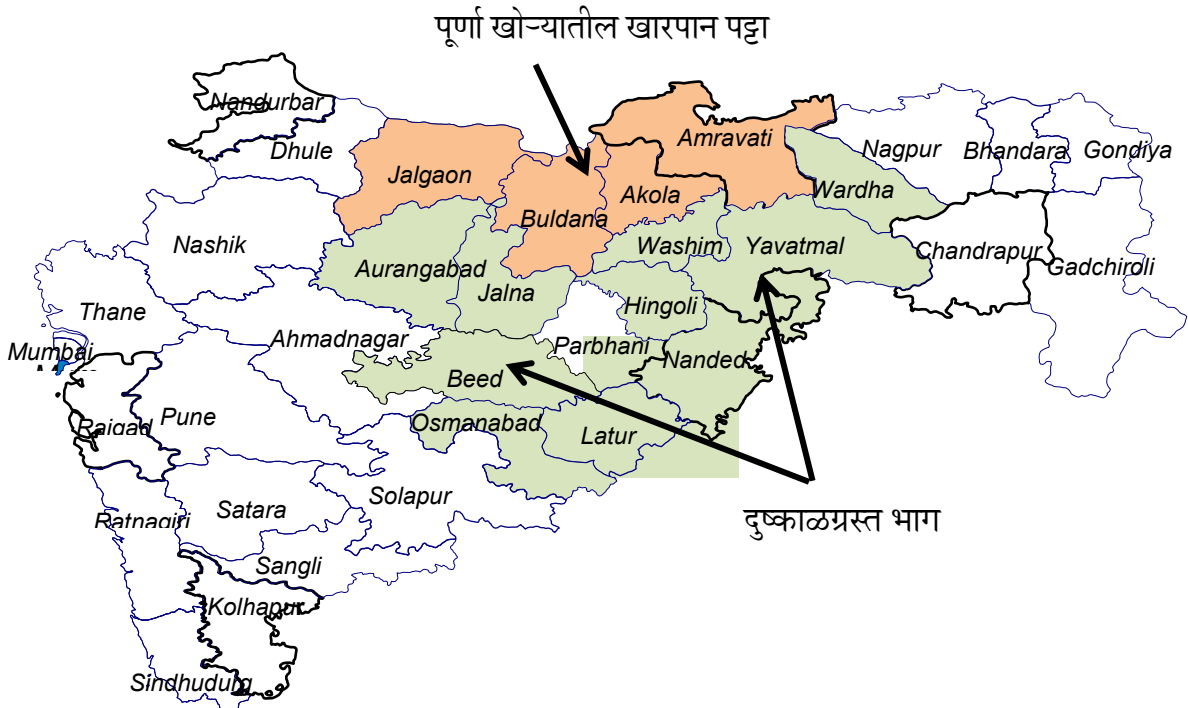 पूर्णा खोऱ्यातील खारपान पट्टा
Nandurbar
Dhule
Jalgaon
Buldana
Akola
Amravati
Nagpur
Bhandara
Gondiya
Wardha
Nashik
Aurangabad
Jalna
Washim
Yavatmal
Chandrapur
Gadchiroli
Thane
Hingoli
Ahmadnagar
Parbhani
Nanded
Mumbai
Beed
Raigad
Pune
Osmanabad
Latur
Solapur
Satara
Ratnagiri
दुष्काळग्रस्त भाग
Sangli
Kolhapur
Sindhudurg